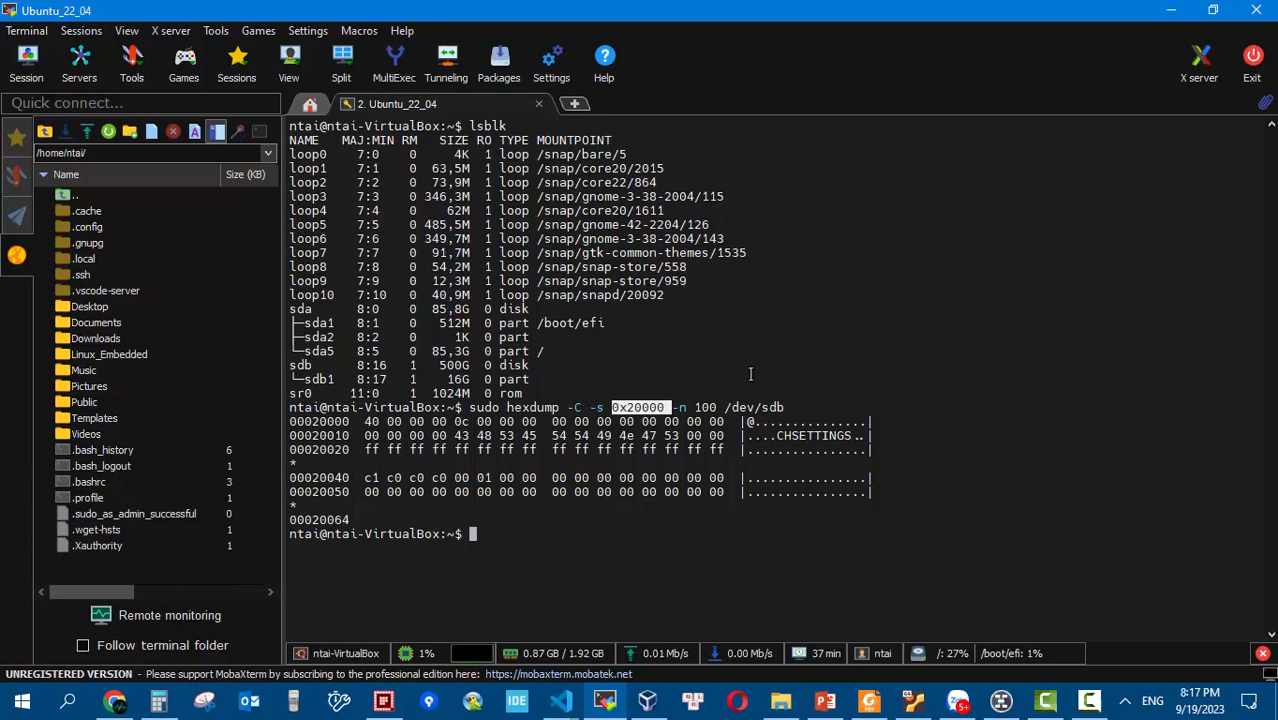 Ubuntu_22_04
Terminal Sessions View X server Tools Games Settings Macros Help
Session Servers Tools Games Sessions View Split MultiExec Tunneling Packages Settings Help X server Exit
Quick connect...
2. Ubuntu_22_04
/home/ntai/
Name Size (KB)
..
.cache
.config
.gnupg
.local
.ssh
.vscode-server
Desktop
Documents
Downloads
Linux_Embedded
Music
Pictures
Public
Templates
Videos
.bash_history 6
.bash_logout 1
.bashrc 3
.profile 1
.sudo_as_admin_successful 0
.wget-hsts 1
.Xauthority 1
Remote monitoring
Follow terminal folder
ntai@ntai-VirtualBox:~$ lsblk
NAME MAJ:MIN RM SIZE RO TYPE MOUNTPOINT
loop0 7:0 0 4K 1 loop /snap/bare/5
loop1 7:1 0 63,5M 1 loop /snap/core20/2015
loop2 7:2 0 73,9M 1 loop /snap/core22/864
loop3 7:3 0 346,3M 1 loop /snap/gnome-3-38-2004/115
loop4 7:4 0 62M 1 loop /snap/core20/1611
loop5 7:5 0 485,5M 1 loop /snap/gnome-42-2204/126
loop6 7:6 0 349,7M 1 loop /snap/gnome-3-38-2004/143
loop7 7:7 0 91,7M 1 loop /snap/gtk-common-themes/1535
loop8 7:8 0 54,2M 1 loop /snap/snap-store/558
loop9 7:9 0 12,3M 1 loop /snap/snap-store/959
loop10 7:10 0 40,9M 1 loop /snap/snapd/20092
sda 8:0 0 85,8G 0 disk
├─sda1 8:1 0 512M 0 part /boot/efi
├─sda2 8:2 0 1K 0 part
└─sda5 8:5 0 85,3G 0 part /
sdb 8:16 1 500G 0 disk
└─sdb1 8:17 1 16G 0 part
sr0 11:0 1 1024M 0 rom
ntai@ntai-VirtualBox:~$ sudo hexdump -C -s 0x20000 -n 100 /dev/sdb
00020000 40 00 00 00 0c 00 00 00 00 00 00 00 00 00 00 00 |@...............|
00020010 00 00 00 00 43 48 53 45 54 54 49 4e 47 53 00 00 |....CHSETTINGS..|
00020020 ff ff ff ff ff ff ff ff ff ff ff ff ff ff ff ff |................|
*
00020040 c1 c0 c0 c0 00 01 00 00 00 00 00 00 00 00 00 00 |................|
00020050 00 00 00 00 00 00 00 00 00 00 00 00 00 00 00 00 |................|
*
00020064
ntai@ntai-VirtualBox:~$
ntai-VirtualBox 1% 0.87 GB / 1.92 GB 0.01 Mb/s 0.00 Mb/s 37 min ntai /: 27% /boot/efi: 1%
UNREGISTERED VERSION - Please support MobaXterm by subscribing to the professional edition here: https://mobaxterm.mobatek.net
IDE
5+
ENG
8:17 PM
9/19/2023